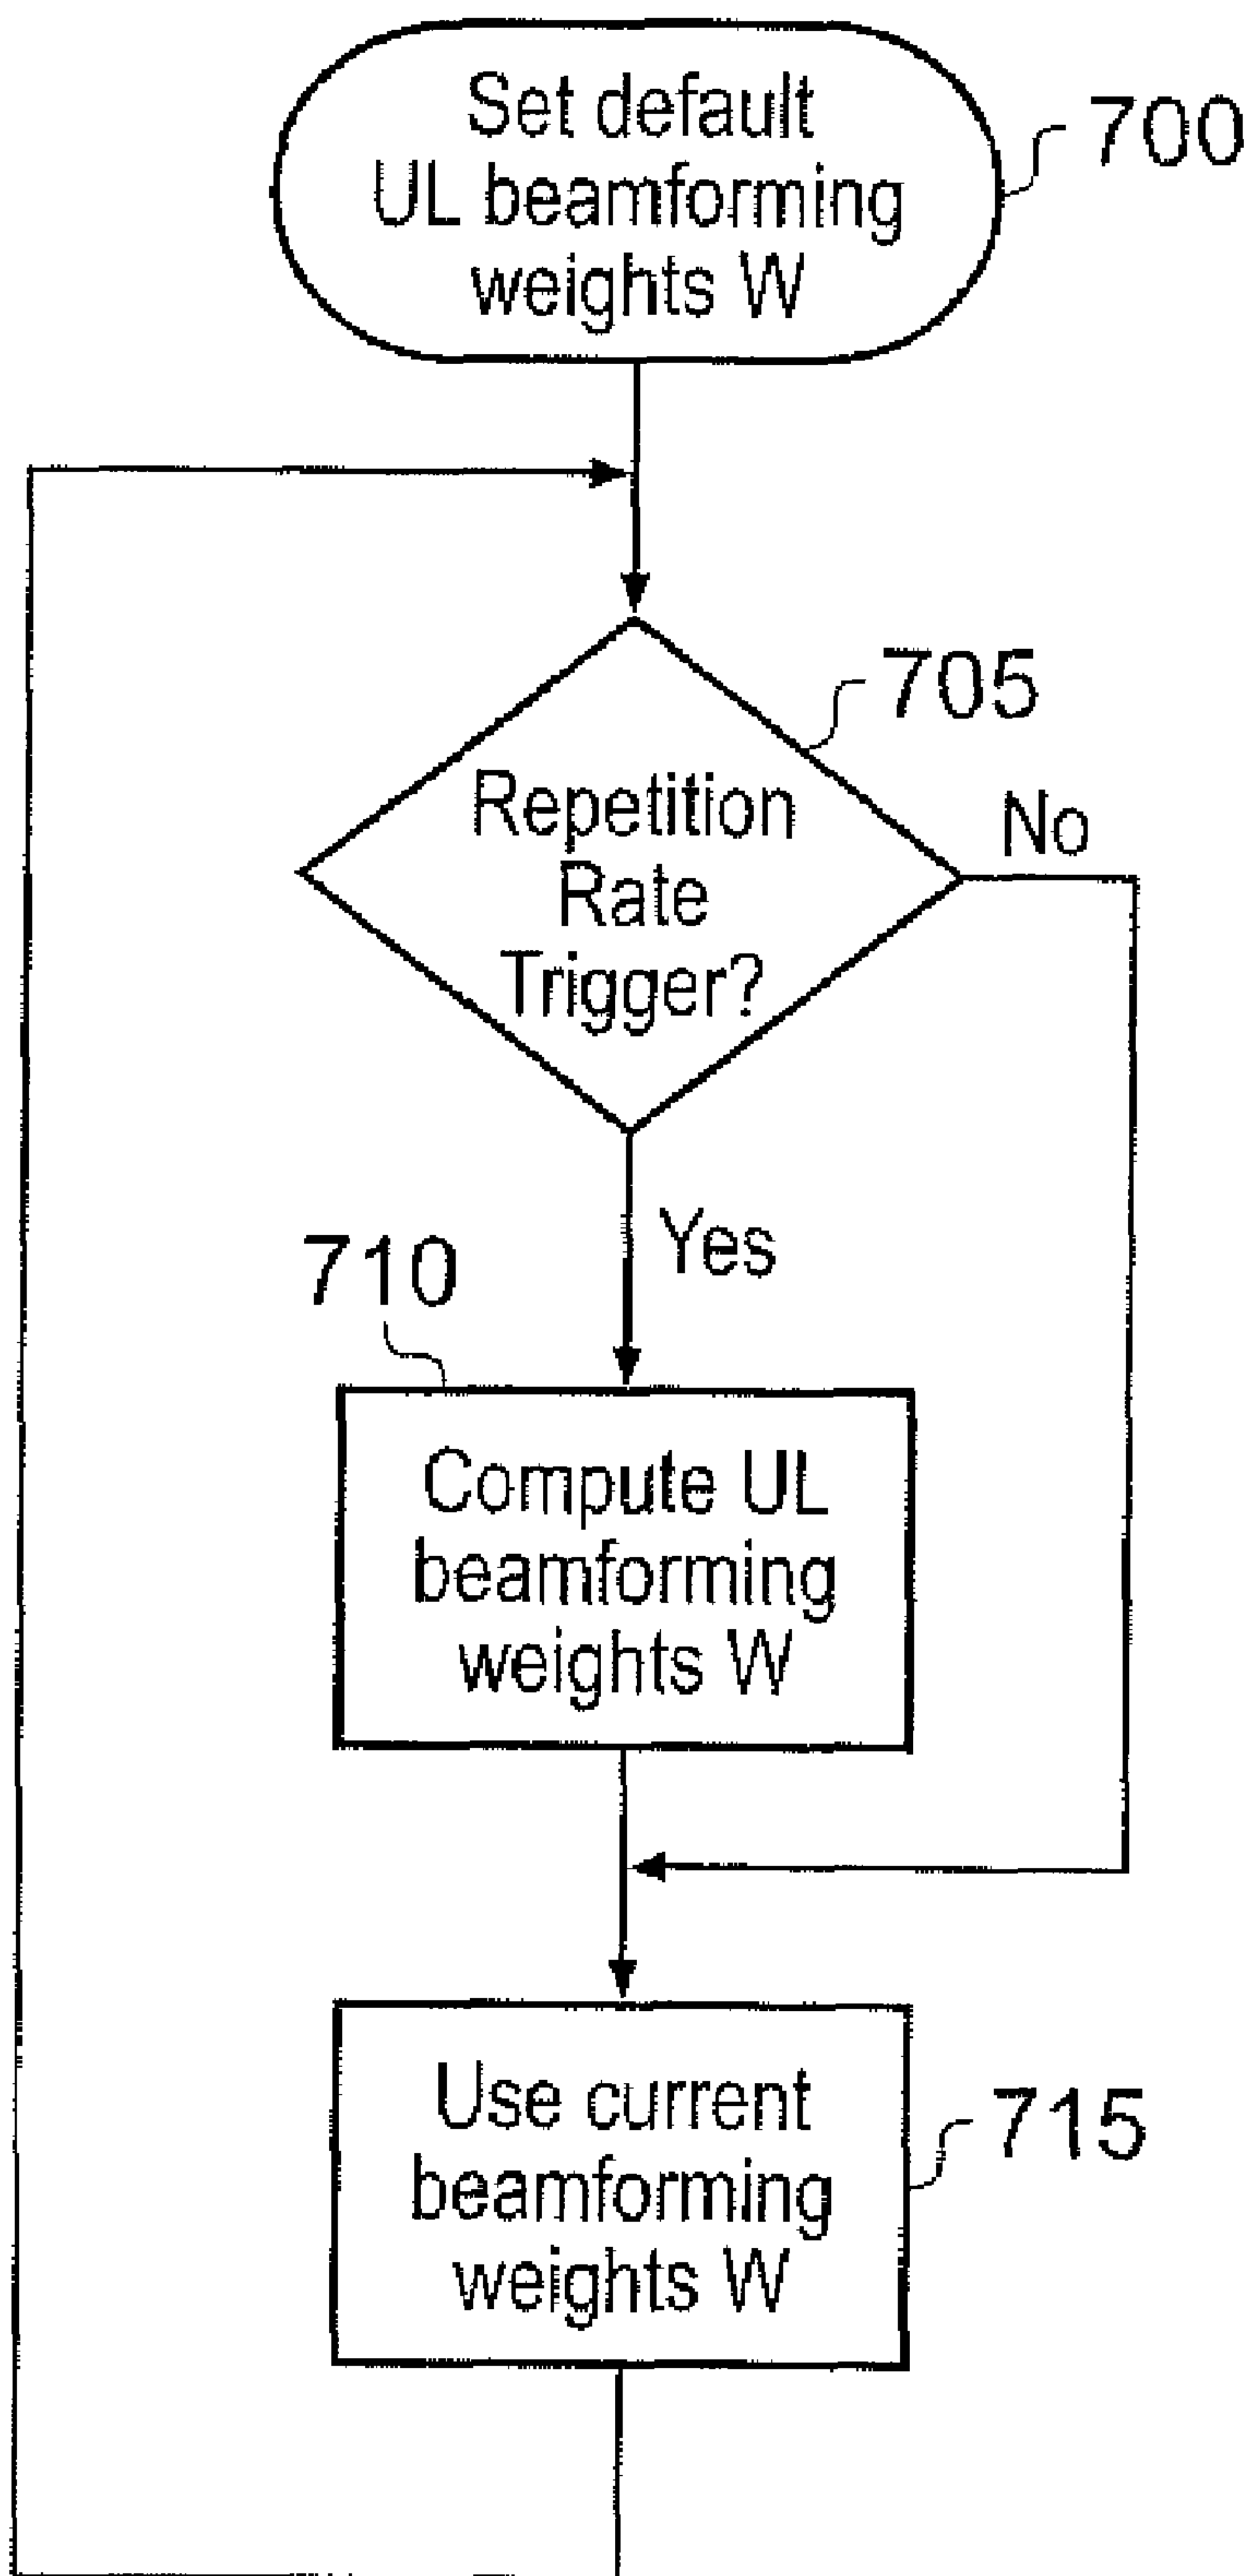 Set default
UL beamforming
weights W
700
705
Repetition
Rate
Trigger?
No
Yes
710
Compute UL
beamforming
weights W
Use current
beamforming
weights W
715